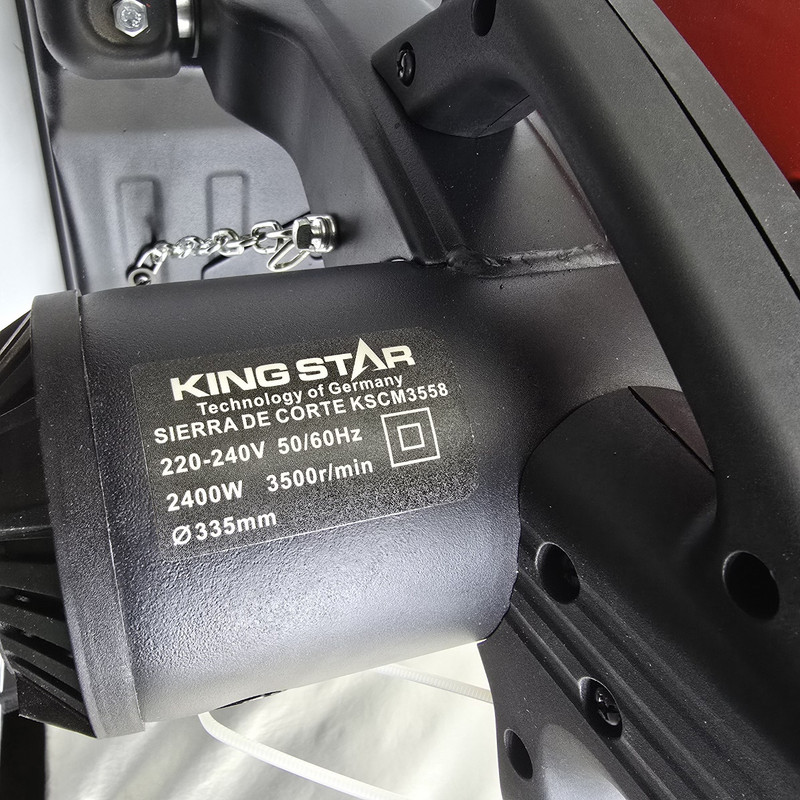 KING STAR
Technology of Germany
SIERRA DE CORTE KSCM3558
220-240V 50/60Hz
2400W 3500r/min
Ø335mm